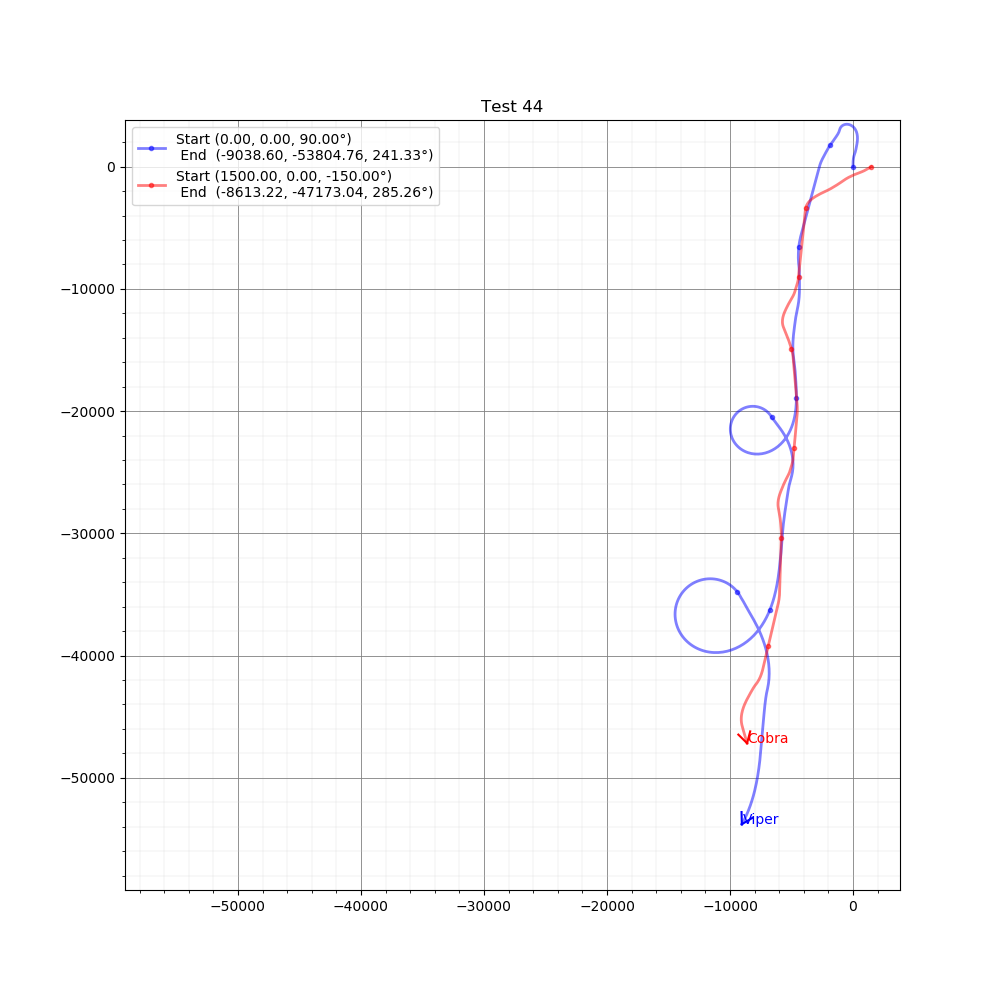 Test 44
Start (0.00, 0.00, 90.00°)
End (-9038.60, -53804.76, 241.33°)
Start (1500.00, 0.00, -150.00°)
End (-8613.22, -47173.04, 285.26°)
0
−10000
−20000
−30000
−40000
−50000
Cobra
Viper
−50000 −40000 −30000 −20000 −10000 0